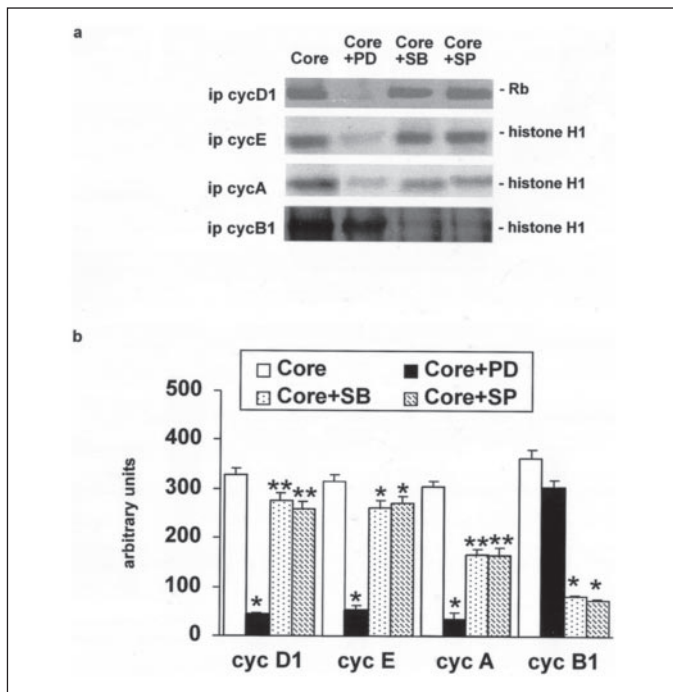 a
Core Core +PD Core +SB Core +SP
ip cycD1 - Rb
ip cycE - histone H1
ip cycA - histone H1
ip cycB1 - histone H1
b
Core Core+PD
Core+SB Core+SP
500
400
300
200
100
0
arbitrary units
* ** **
* * *
* ** **
* *
cyc D1 cyc E cyc A cyc B1